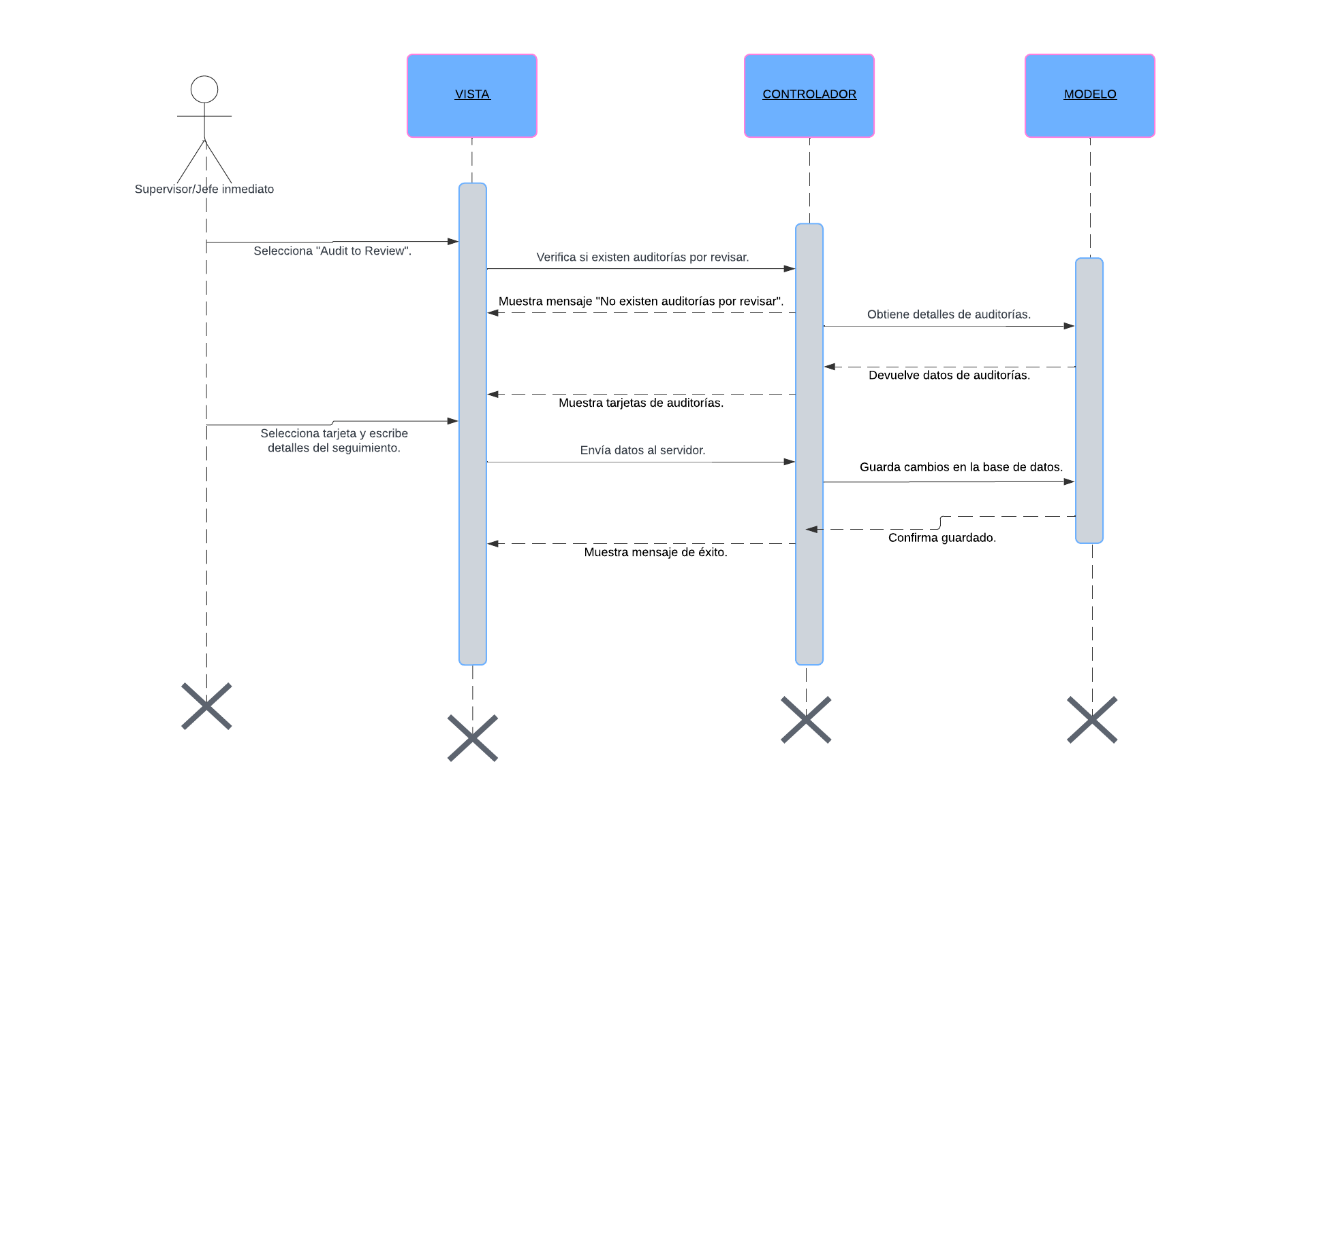 VISTA
CONTROLADOR
MODELO
Supervisor/Jefe inmediato
Selecciona "Audit to Review".
Verifica si existen auditorías por revisar.
Muestra mensaje "No existen auditorías por revisar".
Obtiene detalles de auditorías.
Devuelve datos de auditorías.
Muestra tarjetas de auditorías.
Selecciona tarjeta y escribe
detalles del seguimiento.
Envía datos al servidor.
Guarda cambios en la base de datos.
Confirma guardado.
Muestra mensaje de éxito.